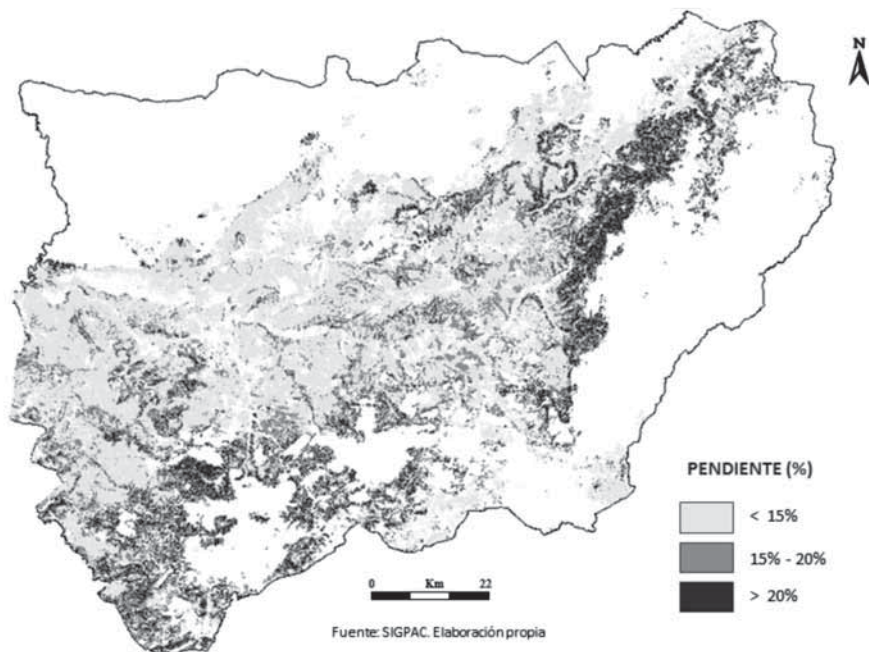 N
PENDIENTE (%)
< 15%
15% - 20%
> 20%
0 Km 22
Fuente: SIGPAC. Elaboración propia